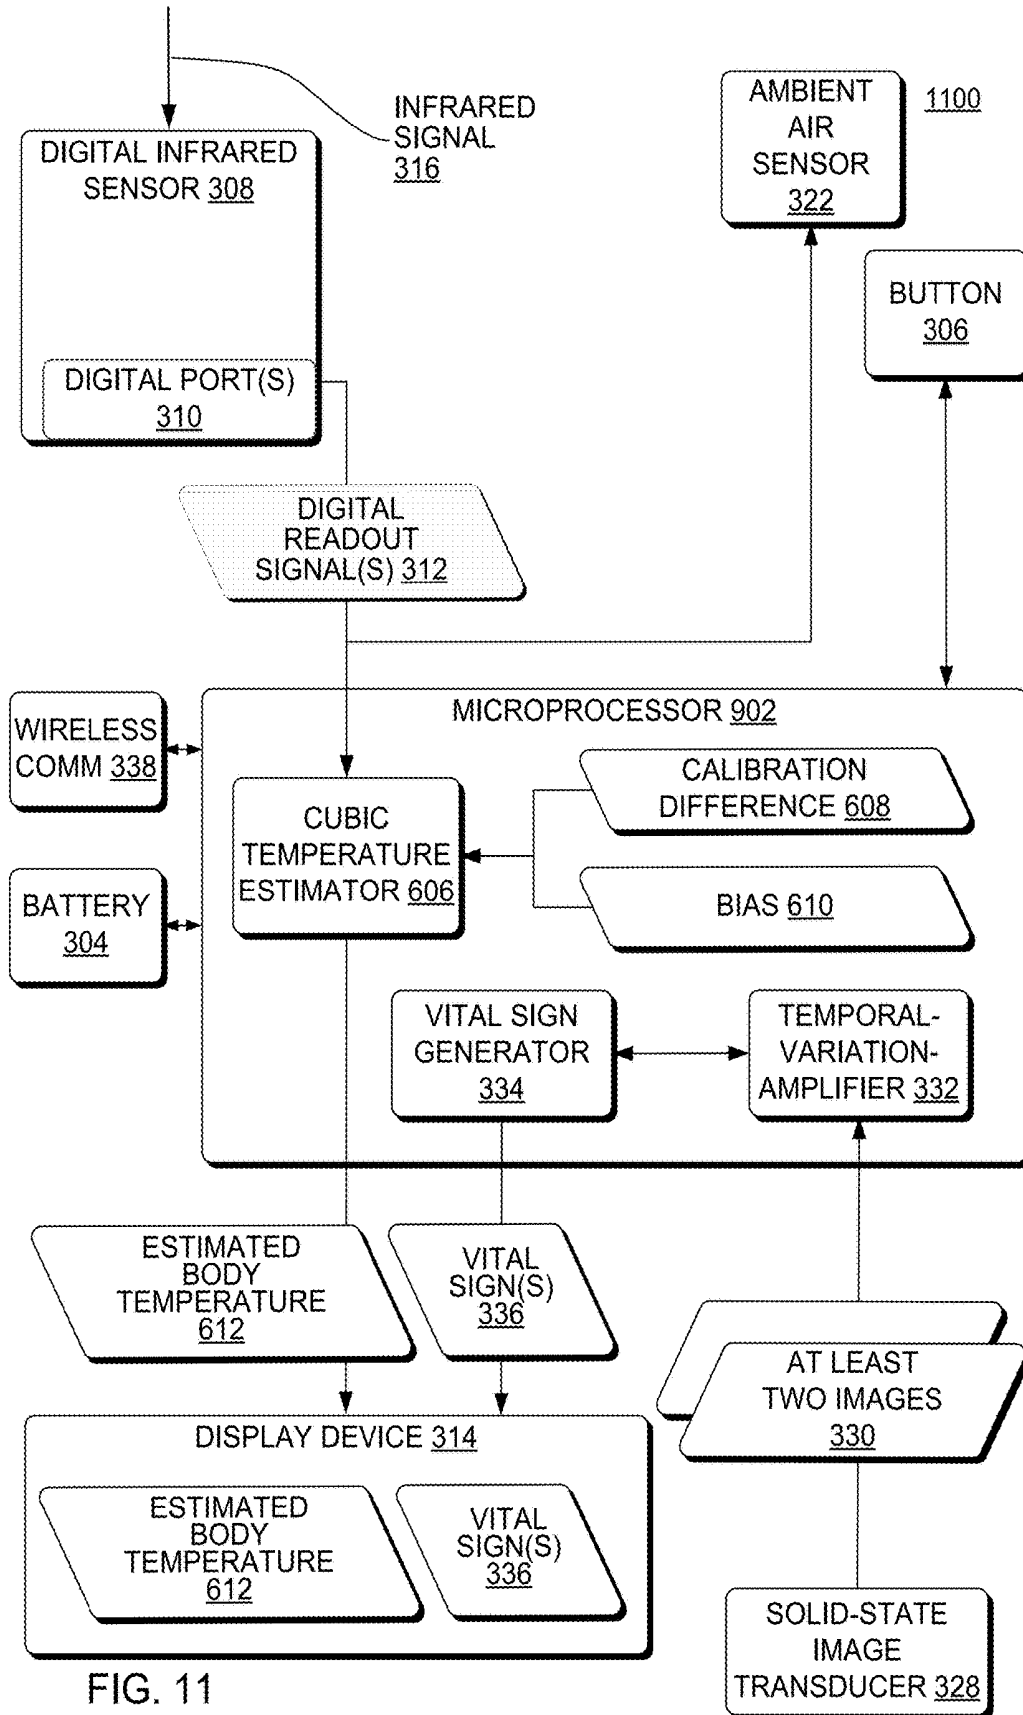 INFRARED
SIGNAL
316
AMBIENT
AIR
SENSOR
322
1100
DIGITAL INFRARED
SENSOR 308
BUTTON
306
DIGITAL PORT(S)
310
DIGITAL
READOUT
SIGNAL(S) 312
MICROPROCESSOR 902
WIRELESS
COMM 338
CALIBRATION
DIFFERENCE 608
CUBIC
TEMPERATURE
ESTIMATOR 606
BATTERY
304
BIAS 610
VITAL SIGN
GENERATOR
334
TEMPORAL-
VARIATION-
AMPLIFIER 332
ESTIMATED
BODY
TEMPERATURE
612
VITAL
SIGN(S)
336
AT LEAST
TWO IMAGES
330
DISPLAY DEVICE 314
ESTIMATED
BODY
TEMPERATURE
612
VITAL
SIGN(S)
336
SOLID-STATE
IMAGE
TRANSDUCER 328
FIG. 11